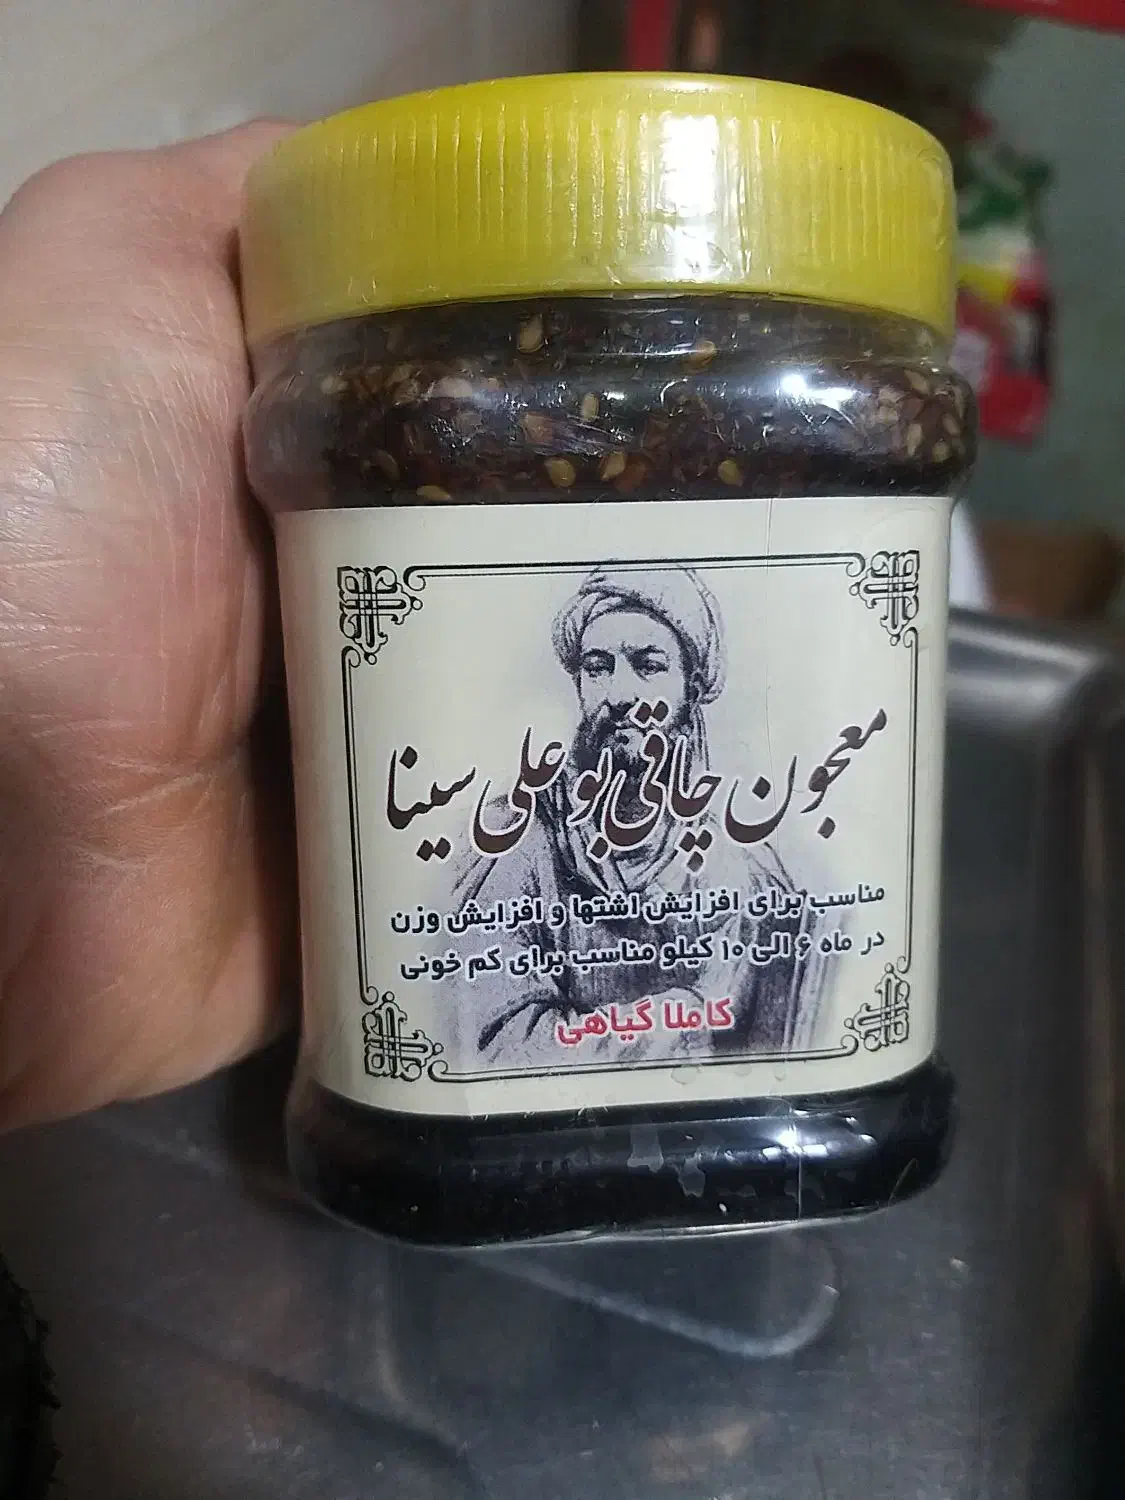 معجون چاقی بو علی سینا
مناسب برای افزایش اشتها و افزایش وزن
در ماه ۶ الی ۱۰ کیلو مناسب برای کم خونی
کاملا گیاهی